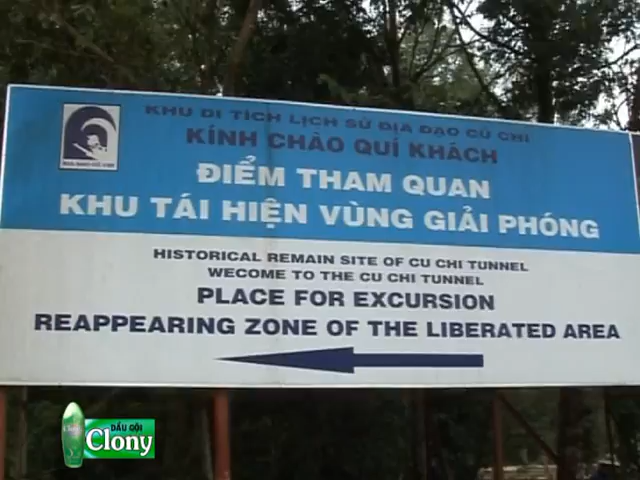 KHU DI TÍCH LỊCH SỬ ĐỊA ĐẠO CỦ CHI
KÍNH CHÀO QUÍ KHÁCH
ĐIỂM THAM QUAN
KHU TÁI HIỆN VÙNG GIẢI PHÓNG
HISTORICAL REMAIN SITE OF CU CHI TUNNEL
WECOME TO THE CU CHI TUNNEL
PLACE FOR EXCURSION
REAPPEARING ZONE OF THE LIBERATED AREA
DẦU GỘI
Clony